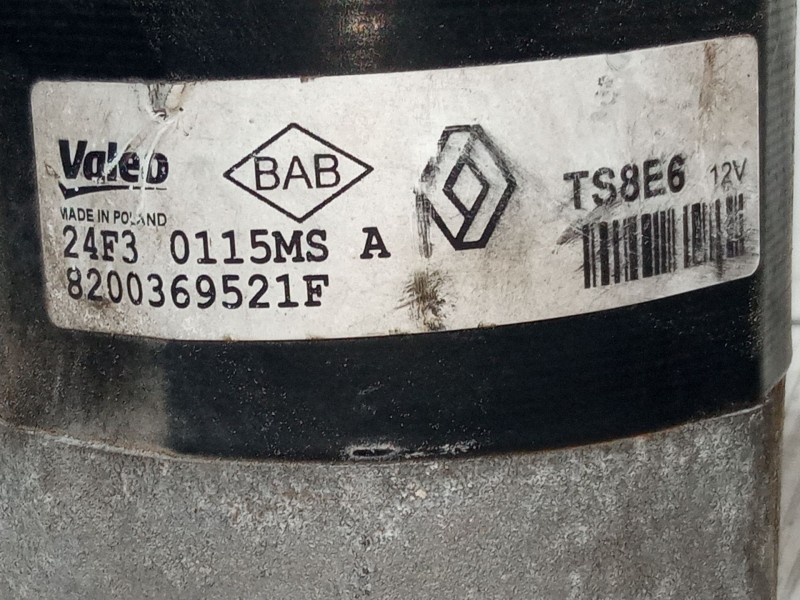 Valeo
BAB
TS8E6 12V
MADE IN POLAND
24F3 0115MS A
8200369521F